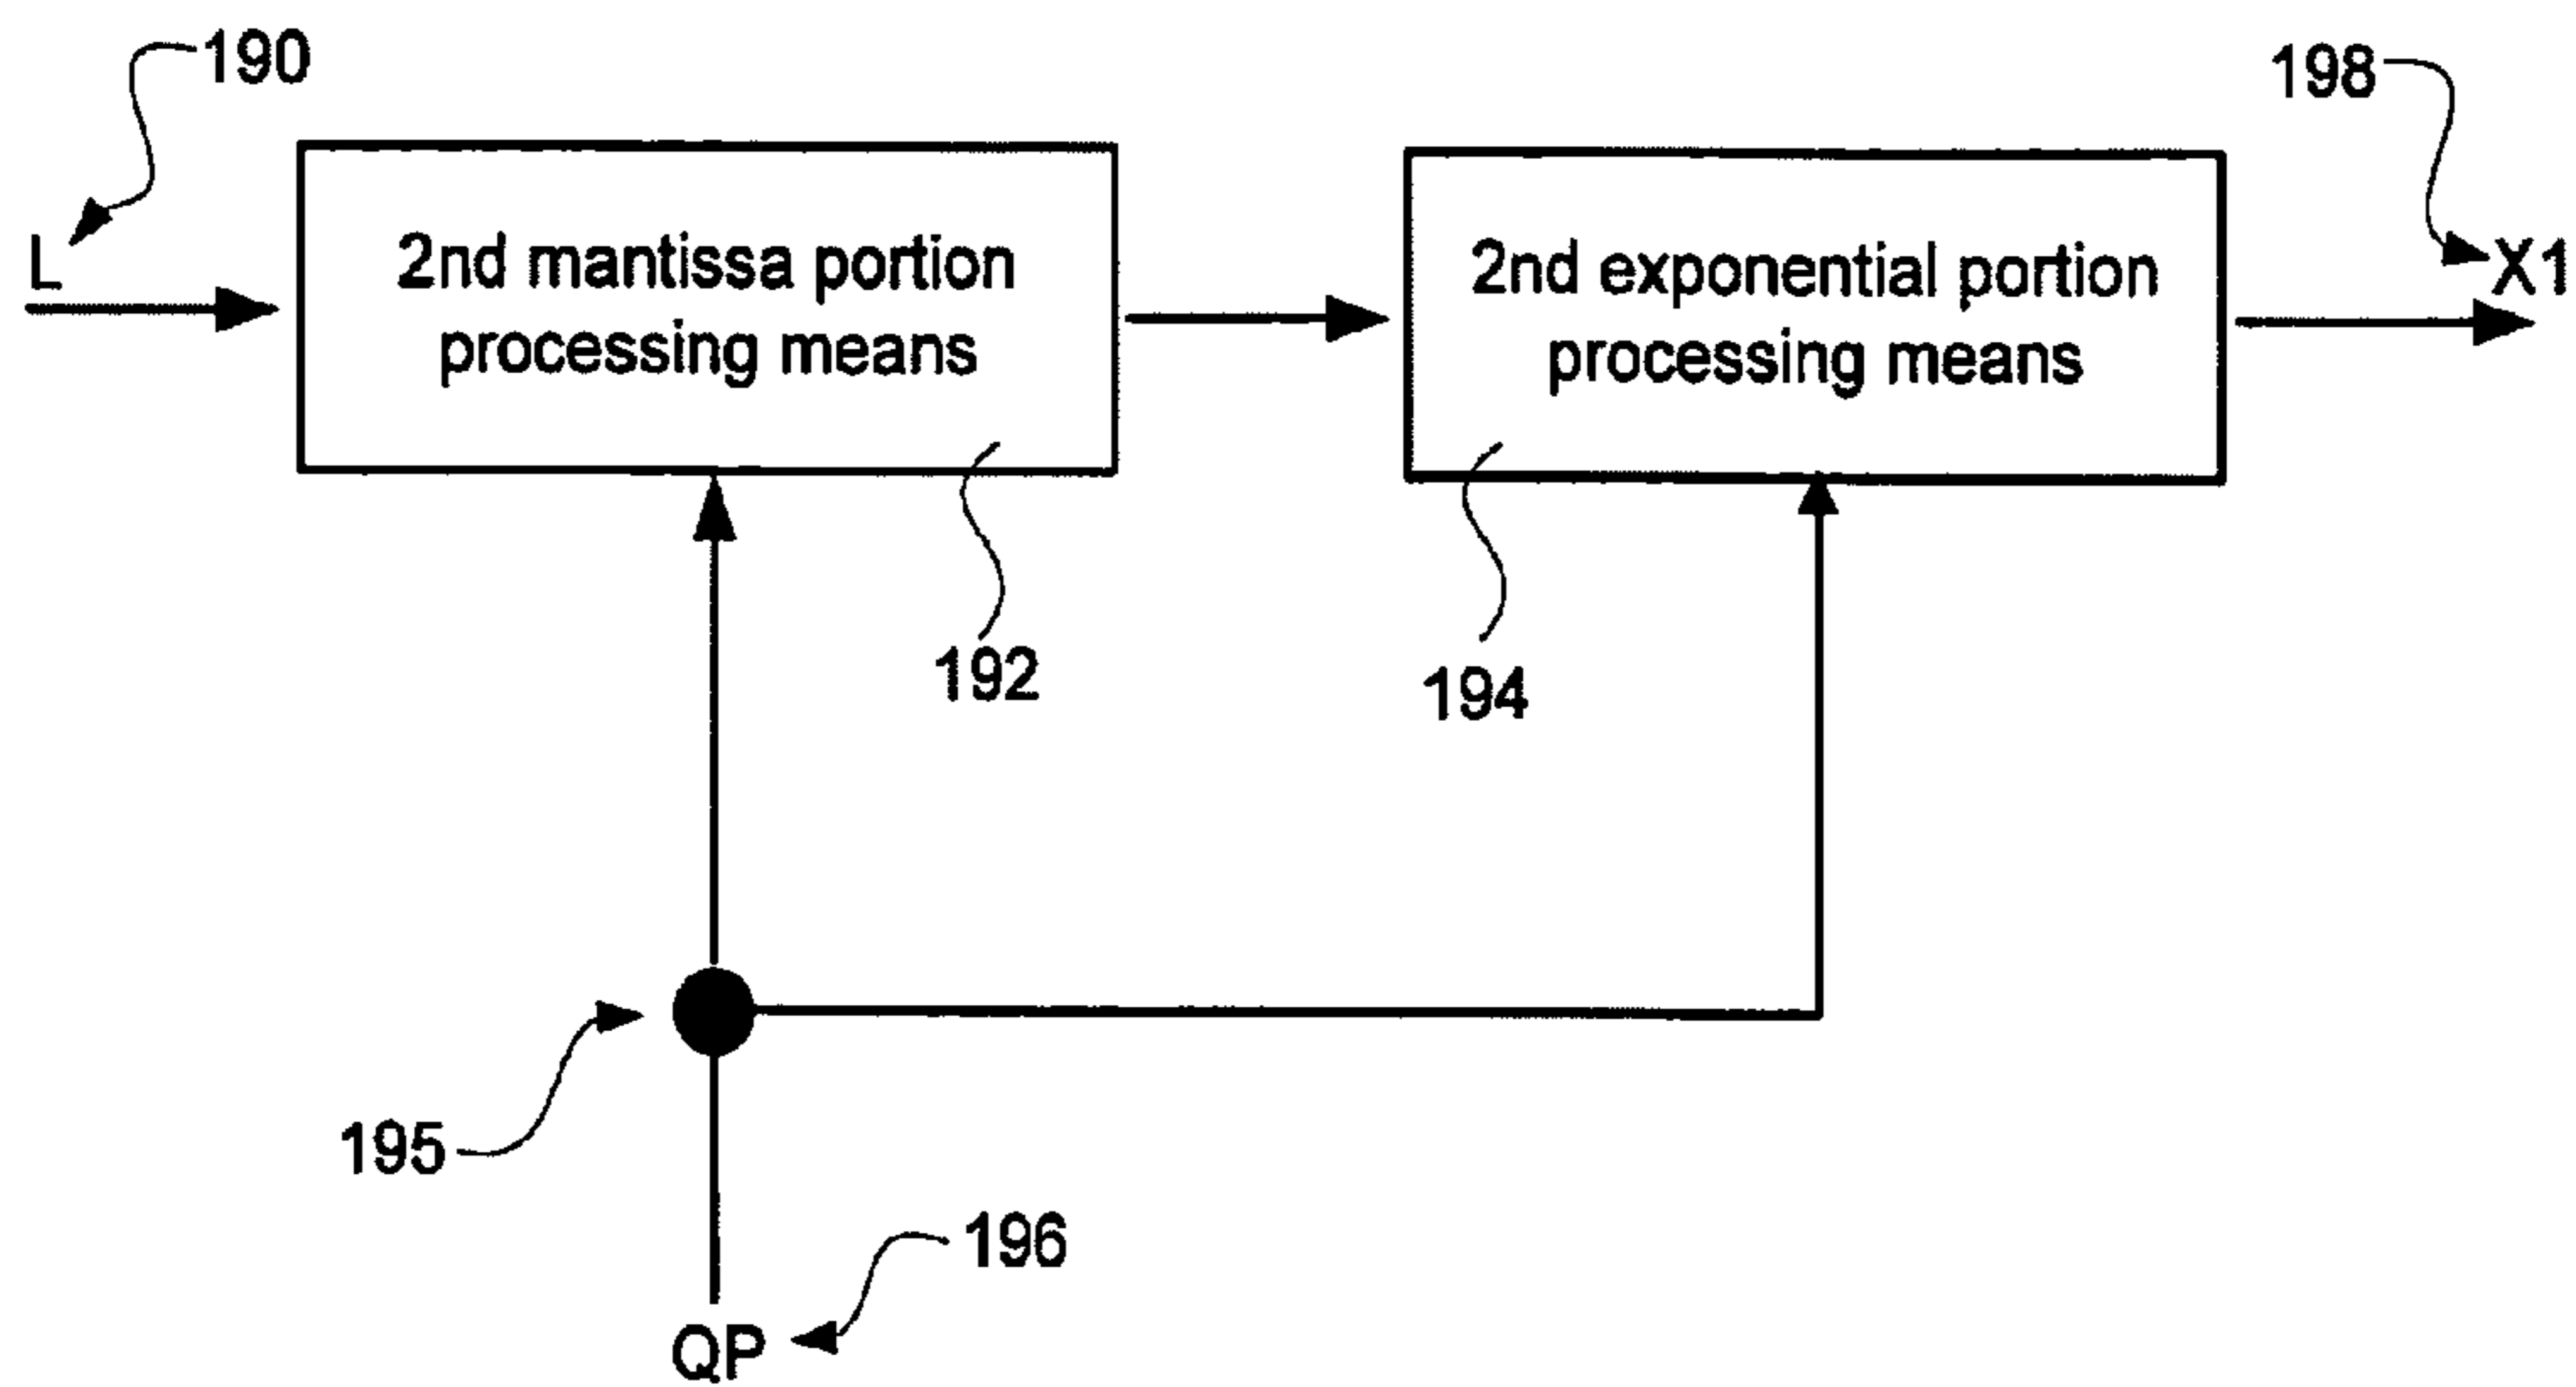 190
198
L
2nd mantissa portion
processing means
2nd exponential portion
processing means
X1
192
194
195
196
QP